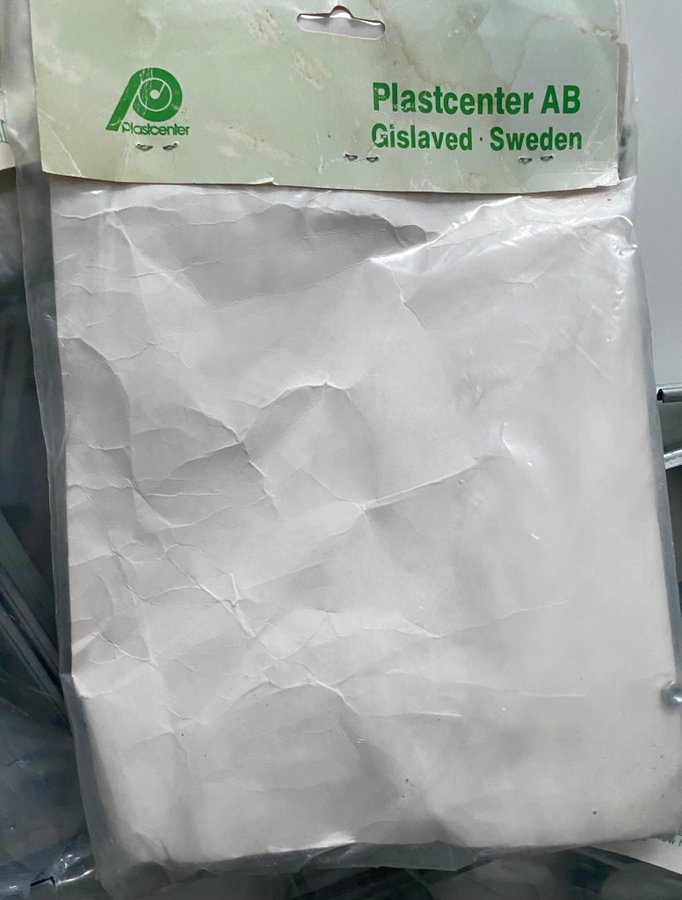 Plastcenter
Plastcenter AB
Gislaved · Sweden